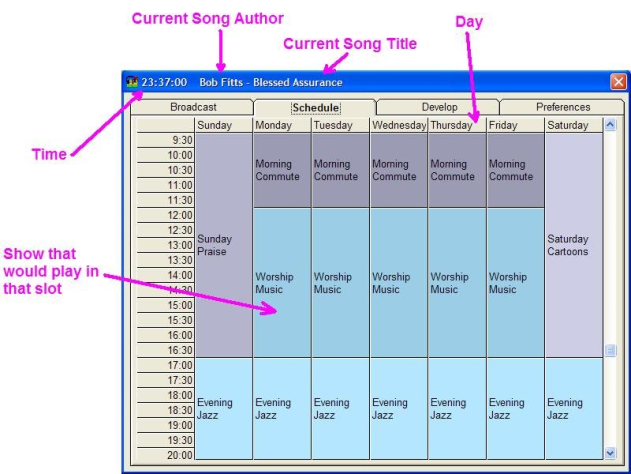 Current Song Author
Current Song Title
Day
23:37:00 Bob Fitts - Blessed Assurance
Broadcast Schedule Develop Preferences
Sunday Monday Tuesday Wednesday Thursday Friday Saturday
Time
9:30
10:00
10:30
11:00
11:30
12:00
12:30
13:00
13:30
14:00
14:30
15:00
15:30
16:00
16:30
17:00
17:30
18:00
18:30
19:00
19:30
20:00
Morning
Commute
Morning
Commute
Morning
Commute
Morning
Commute
Morning
Commute
Sunday
Praise
Saturday
Cartoons
Show that
would play in
that slot
Worship
Music
Worship
Music
Worship
Music
Worship
Music
Worship
Music
Evening
Jazz
Evening
Jazz
Evening
Jazz
Evening
Jazz
Evening
Jazz
Evening
Jazz
Evening
Jazz